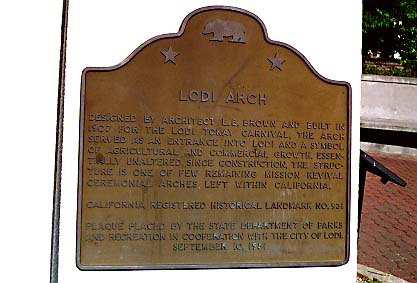 LODI ARCH
DESIGNED BY ARCHITECT E.B. BROWN AND BUILT IN
1907 FOR THE LODI TOKAY CARNIVAL, THE ARCH
SERVED AS AN ENTRANCE INTO LODI AND A SYMBOL
OF AGRICULTURAL AND COMMERCIAL GROWTH. ESSEN-
TIALLY UNALTERED SINCE CONSTRUCTION, THE STRUC-
TURE IS ONE OF FEW REMAINING MISSION REVIVAL
CEREMONIAL ARCHES LEFT WITHIN CALIFORNIA.
CALIFORNIA REGISTERED HISTORICAL LANDMARK NO. 931
PLAQUE PLACED BY THE STATE DEPARTMENT OF PARKS
AND RECREATION IN COOPERATION WITH THE CITY OF LODI,
SEPTEMBER 10, 1981